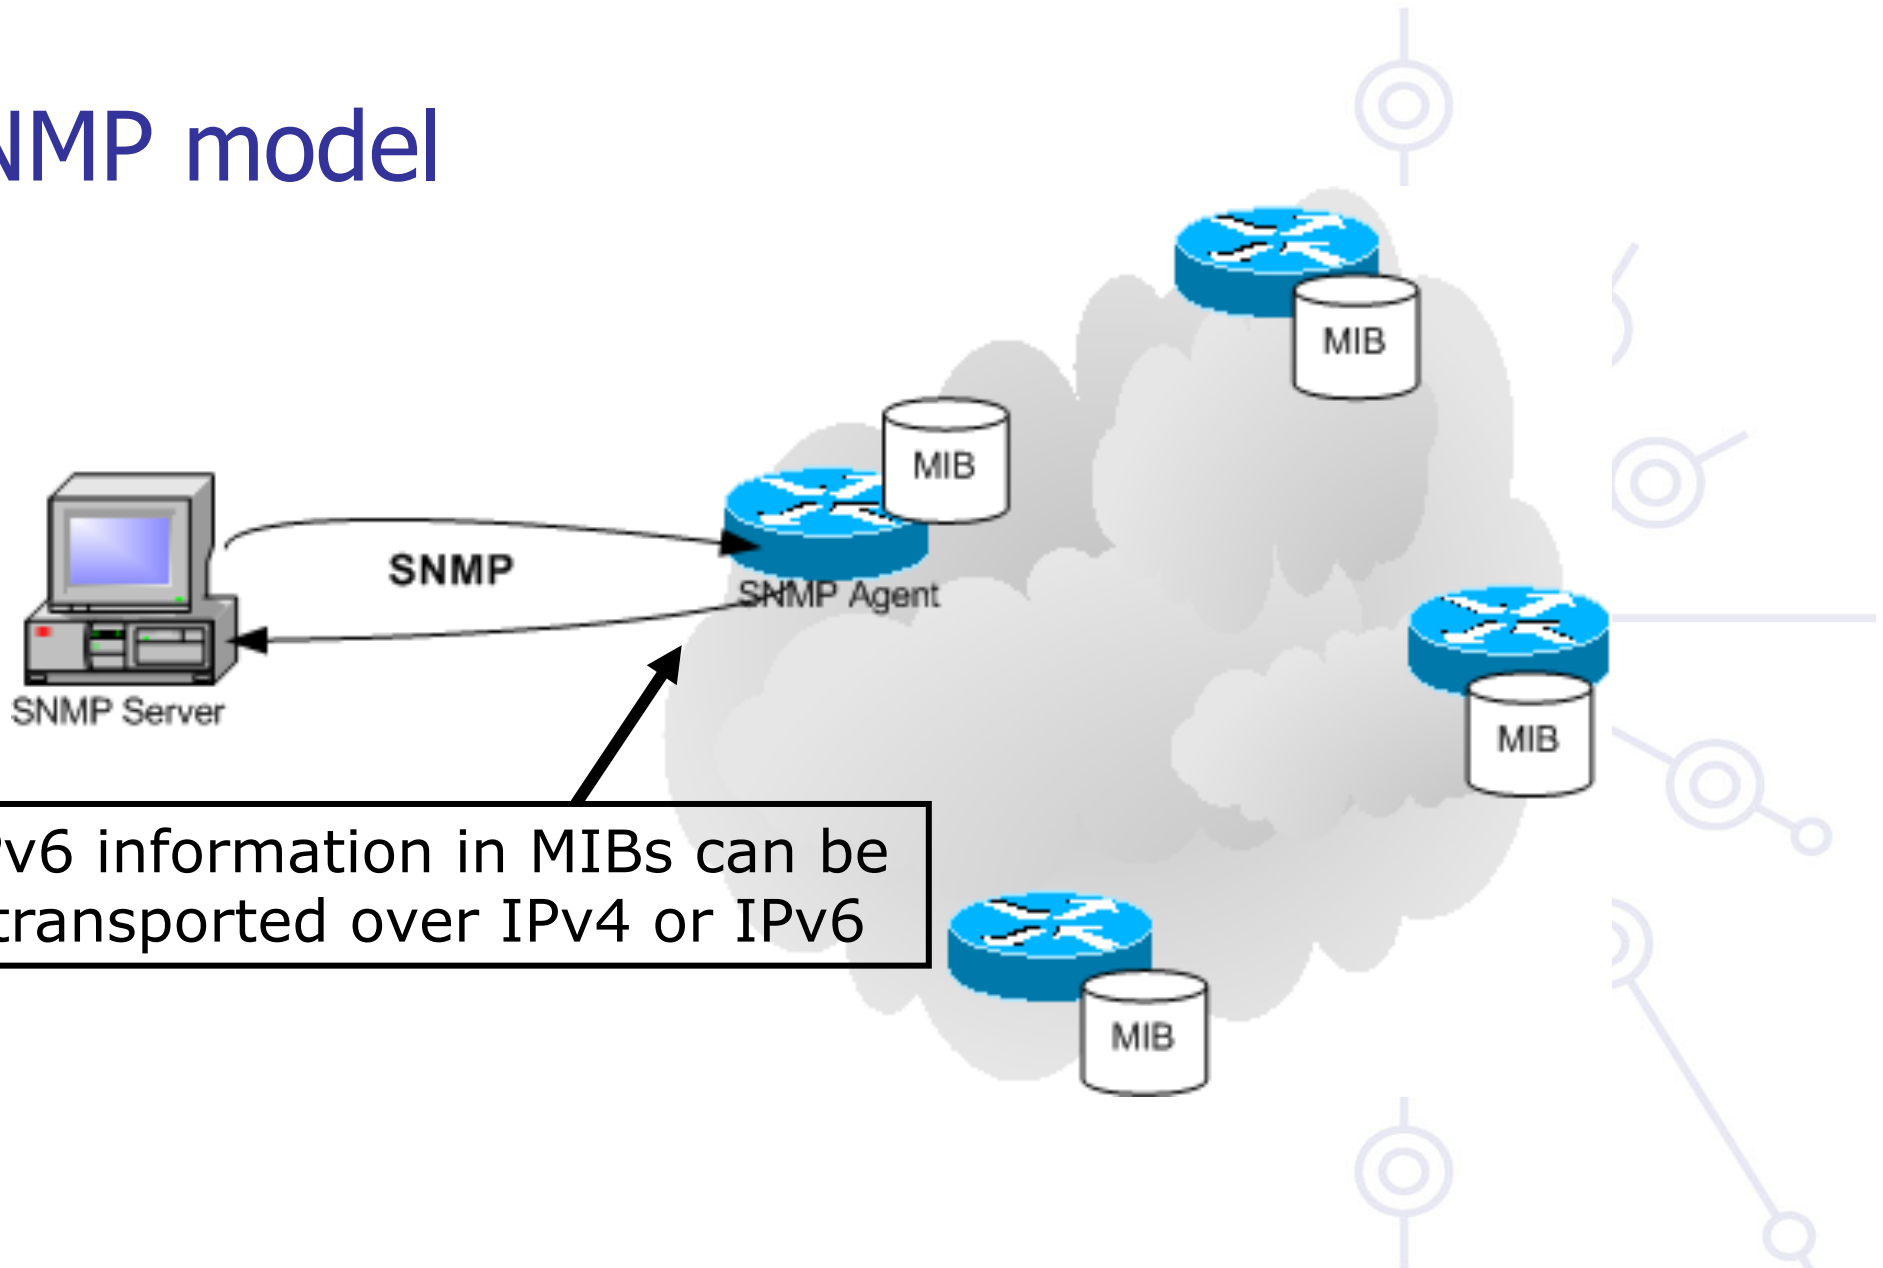 NMP model
MIB
MIB
SNMP
SNMP Agent
MIB
SNMP Server
Pv6 information in MIBs can be
transported over IPv4 or IPv6
MIB